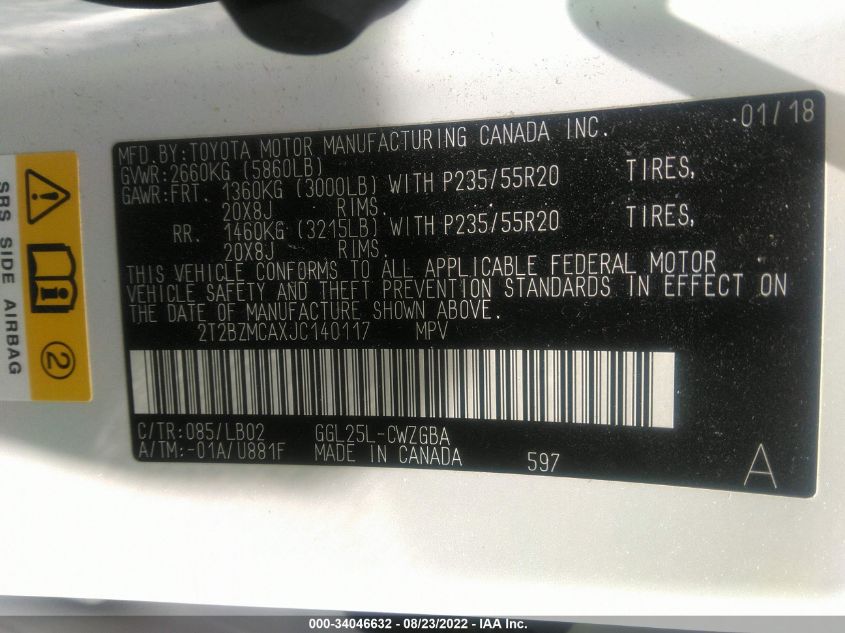 MFD.BY:TOYOTA MOTOR MANUFACTURING CANADA INC. 01/18
GVWR:2660KG (5860LB)
GAWR:FRT. 1360KG (3000LB) WITH P235/55R20 TIRES,
20X8J RIMS.
RR. 1460KG (3215LB) WITH P235/55R20 TIRES,
20X8J RIMS.
THIS VEHICLE CONFORMS TO ALL APPLICABLE FEDERAL MOTOR
VEHICLE SAFETY AND THEFT PREVENTION STANDARDS IN EFFECT ON
THE DATE OF MANUFACTURE SHOWN ABOVE.
2T2BZMCAXJC140117 MPV
C/TR:085/LB02 GGL25L-CWZGBA
A/TM:-01A/U881F MADE IN CANADA 597 A
SRS SIDE AIRBAG
2
000-34046632 - 08/23/2022 - IAA Inc.